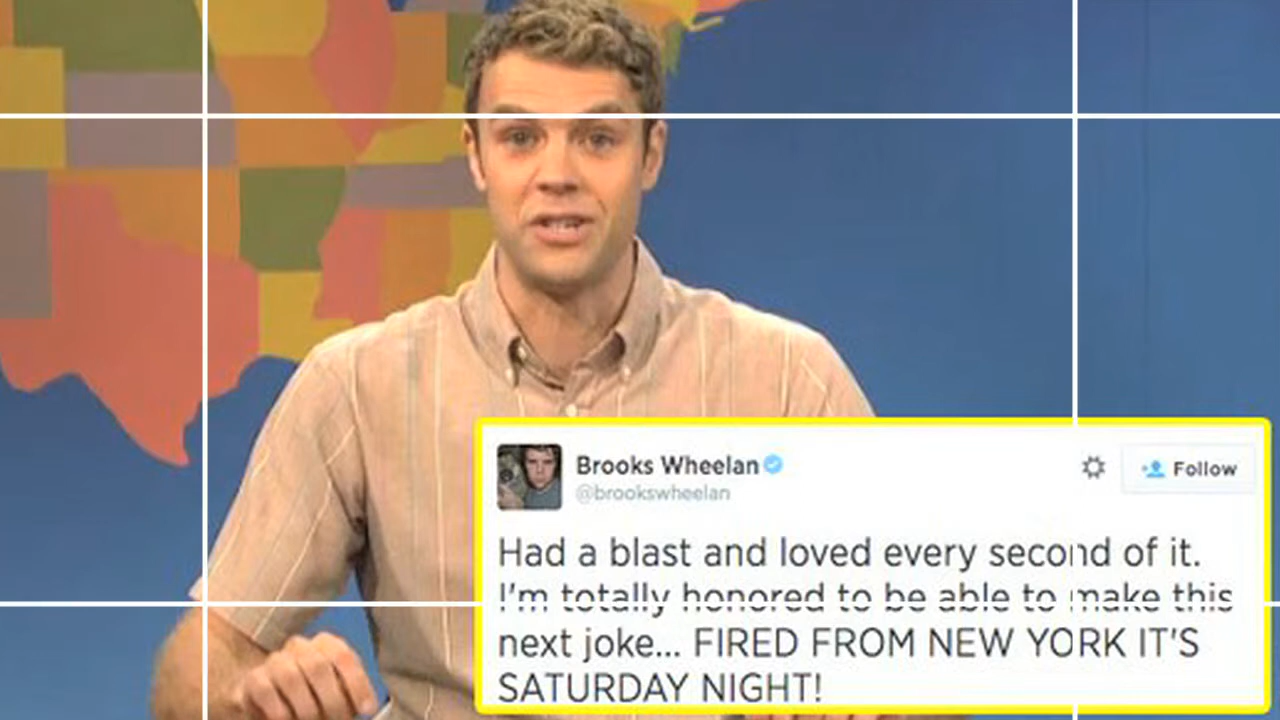 Brooks Wheelan
@brookswheelan
Follow
Had a blast and loved every second of it.
I'm totally honored to be able to make this
next joke... FIRED FROM NEW YORK IT'S
SATURDAY NIGHT!